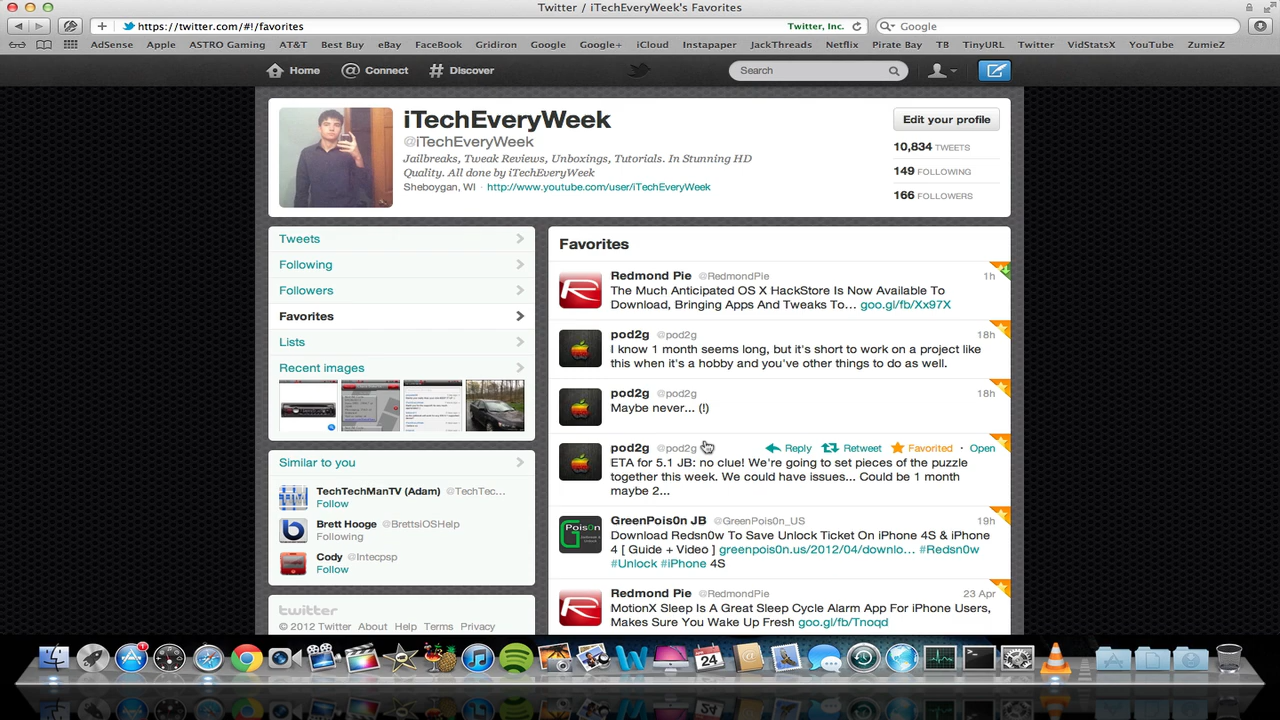 Twitter / iTechEveryWeek's Favorites
https://twitter.com/#!/favorites
Twitter, Inc.
Google
AdSense Apple ASTRO Gaming AT&T Best Buy eBay FaceBook Gridiron Google Google+ iCloud Instapaper JackThreads Netflix Pirate Bay TB TinyURL Twitter VidStatsX YouTube ZumieZ
Home Connect Discover Search
iTechEveryWeek
@iTechEveryWeek
Jailbreaks, Tweak Reviews, Unboxings, Tutorials. In Stunning HD
Quality. All done by iTechEveryWeek
Sheboygan, WI · http://www.youtube.com/user/iTechEveryWeek
Edit your profile
10,834 TWEETS
149 FOLLOWING
166 FOLLOWERS
Tweets
Following
Followers
Favorites
Lists
Recent images
Similar to you
TechTechManTV (Adam) @TechTec...
Follow
Brett Hooge @BrettsiOSHelp
Following
Cody @Intecpsp
Follow
twitter
© 2012 Twitter About Help Terms Privacy
Favorites
Redmond Pie @RedmondPie 1h
The Much Anticipated OS X HackStore Is Now Available To
Download, Bringing Apps And Tweaks To... goo.gl/fb/Xx97X
pod2g @pod2g 18h
I know 1 month seems long, but it's short to work on a project like
this when it's a hobby and you've other things to do as well.
pod2g @pod2g 18h
Maybe never... (!)
pod2g @pod2g Reply Retweet Favorited · Open
ETA for 5.1 JB: no clue! We're going to set pieces of the puzzle
together this week. We could have issues... Could be 1 month
maybe 2...
GreenPois0n JB @GreenPois0n_US 19h
Download Redsn0w To Save Unlock Ticket On iPhone 4S & iPhone
4 [ Guide + Video ] greenpois0n.us/2012/04/downlo... #Redsn0w
#Unlock #iPhone 4S
Redmond Pie @RedmondPie 23 Apr
MotionX Sleep Is A Great Sleep Cycle Alarm App For iPhone Users,
Makes Sure You Wake Up Fresh goo.gl/fb/Tnoqd
Pois0n
1
24